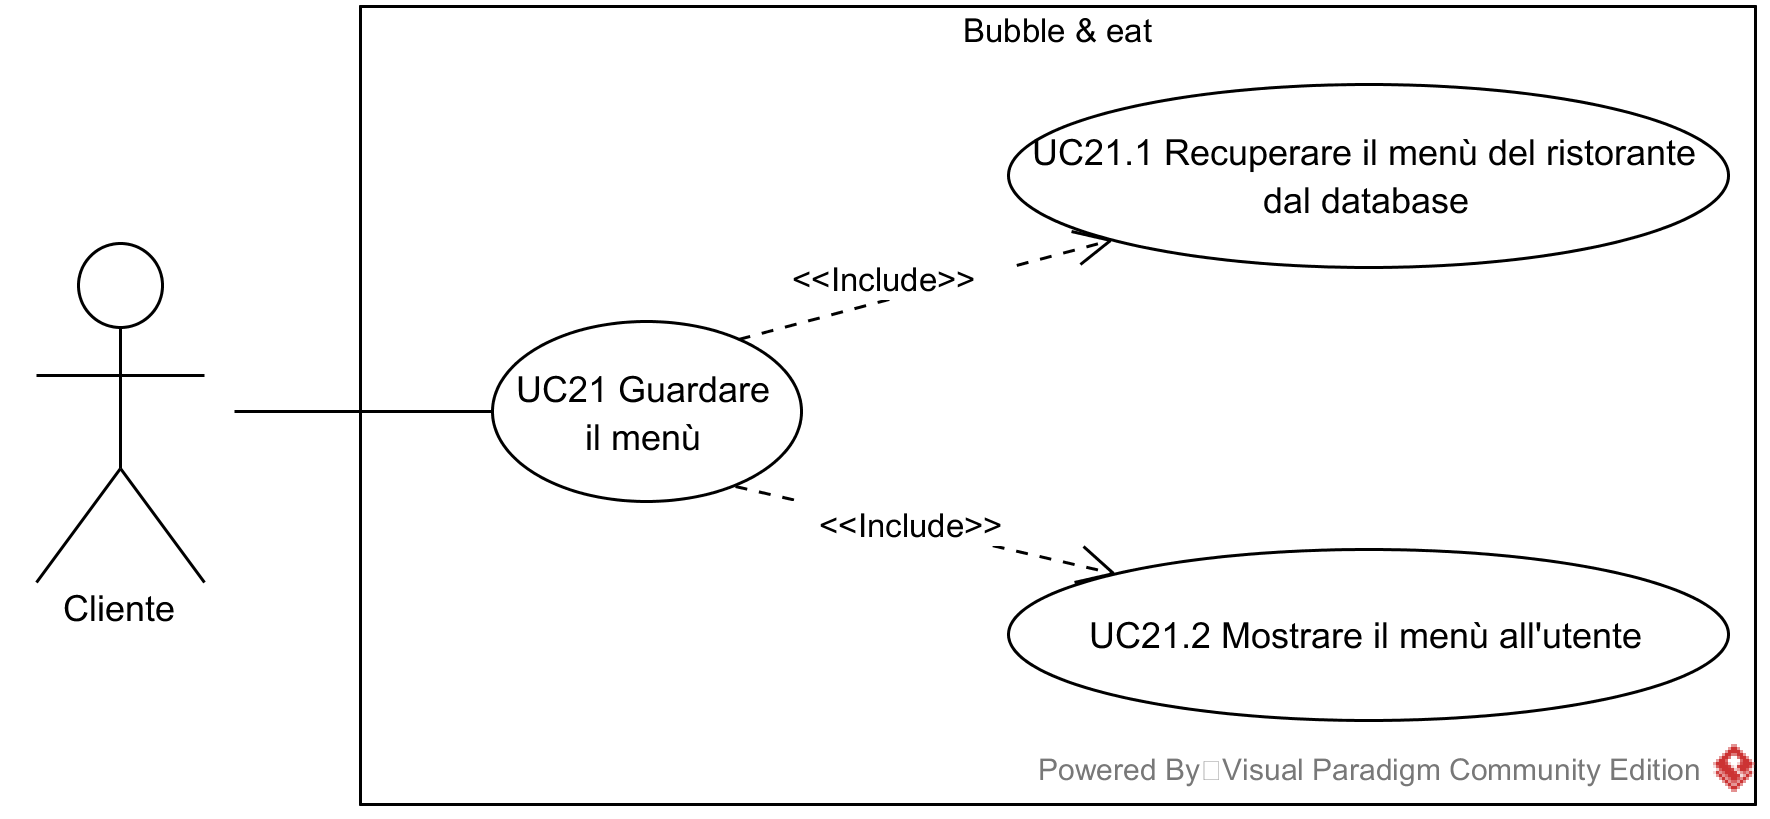 Bubble & eat
UC21.1 Recuperare il menù del ristorante
dal database
<<Include>>
UC21 Guardare
il menù
<<Include>>
Cliente
UC21.2 Mostrare il menù all'utente
Powered By Visual Paradigm Community Edition